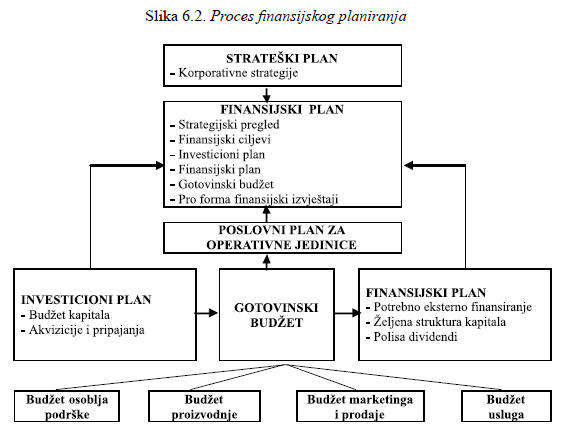 Slika 6.2. Proces finansijskog planiranja
STRATEŠKI PLAN
- Korporativne strategije
FINANSIJSKI PLAN
- Strategijski pregled
- Finansijski ciljevi
- Investicioni plan
- Finansijski plan
- Gotovinski budžet
- Pro forma finansijski izvještaji
POSLOVNI PLAN ZA
OPERATIVNE JEDINICE
INVESTICIONI PLAN
- Budžet kapitala
- Akvizicije i pripajanja
GOTOVINSKI
BUDŽET
FINANSIJSKI PLAN
- Potrebno eksterno finansiranje
- Željena struktura kapitala
- Polisa dividendi
Budžet osoblja
podrške
Budžet
proizvodnje
Budžet marketinga
i prodaje
Budžet
usluga